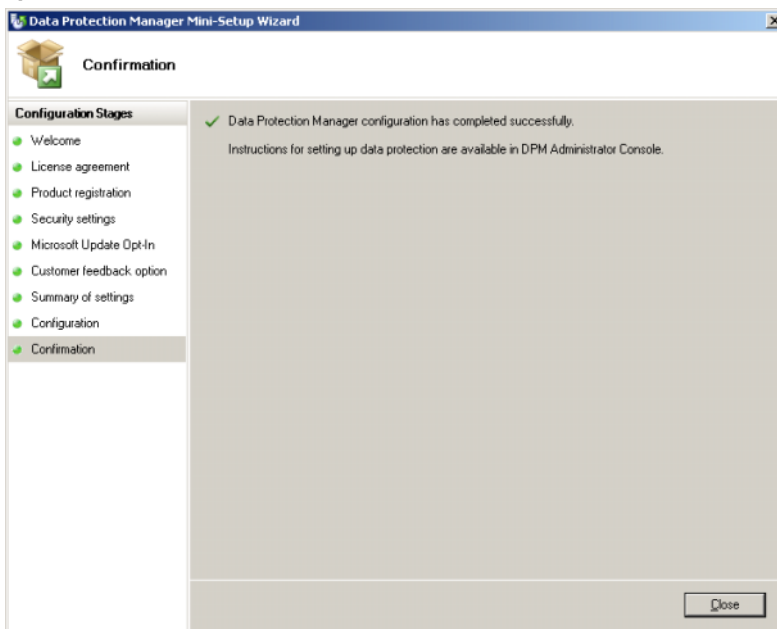 Data Protection Manager Mini-Setup Wizard
Confirmation
Configuration Stages
Welcome
License agreement
Product registration
Security settings
Microsoft Update Opt-In
Customer feedback option
Summary of settings
Configuration
Confirmation
Data Protection Manager configuration has completed successfully.
Instructions for setting up data protection are available in DPM Administrator Console.
Close